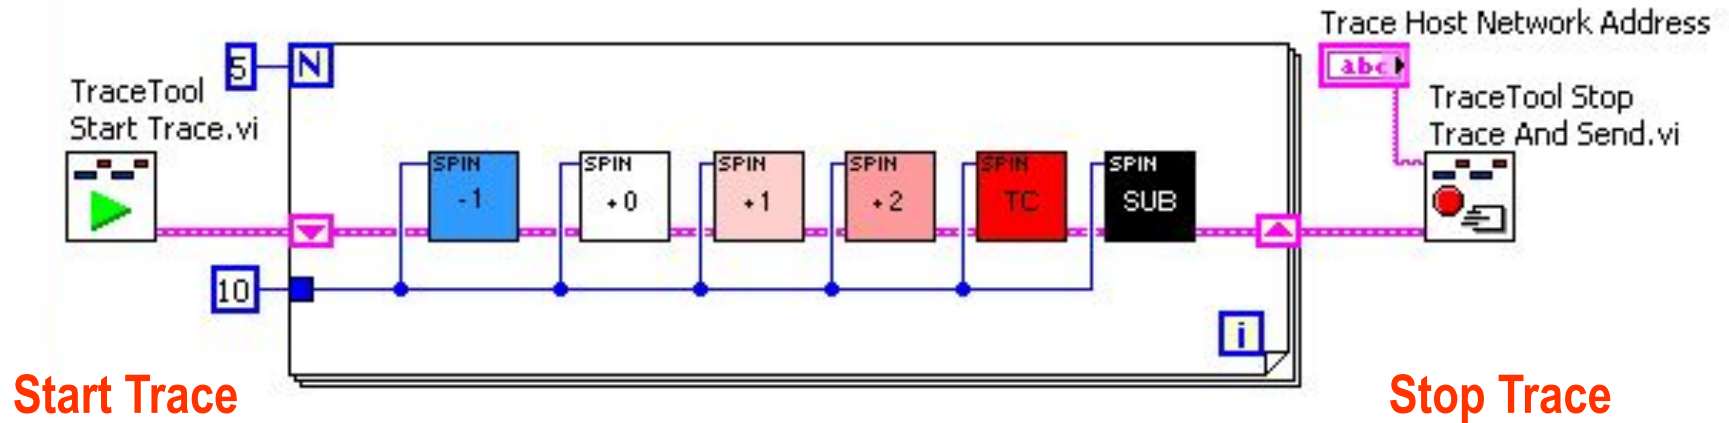 Trace Host Network Address
5
N
abc
TraceTool
Start Trace.vi
TraceTool Stop
Trace And Send.vi
SPIN
-1
SPIN
+0
SPIN
+1
SPIN
+2
SPIN
TC
SPIN
SUB
10
i
Start Trace
Stop Trace